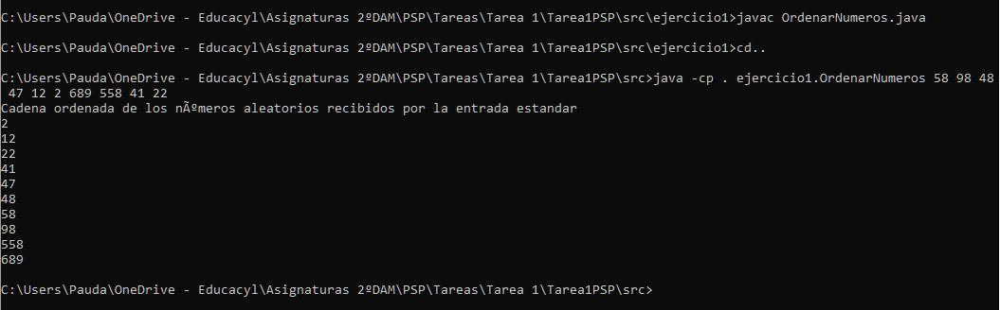 C:\Users\Pauda\OneDrive - Educacyl\Asignaturas 2ºDAM\PSP\Tareas\Tarea 1\Tarea1PSP\src\ejercicio1>javac OrdenarNumeros.java
C:\Users\Pauda\OneDrive - Educacyl\Asignaturas 2ºDAM\PSP\Tareas\Tarea 1\Tarea1PSP\src\ejercicio1>cd..
C:\Users\Pauda\OneDrive - Educacyl\Asignaturas 2ºDAM\PSP\Tareas\Tarea 1\Tarea1PSP\src>java -cp . ejercicio1.OrdenarNumeros 58 98 48
47 12 2 689 558 41 22
Cadena ordenada de los nÃºmeros aleatorios recibidos por la entrada estandar
2
12
22
41
47
48
58
98
558
689
C:\Users\Pauda\OneDrive - Educacyl\Asignaturas 2ºDAM\PSP\Tareas\Tarea 1\Tarea1PSP\src>